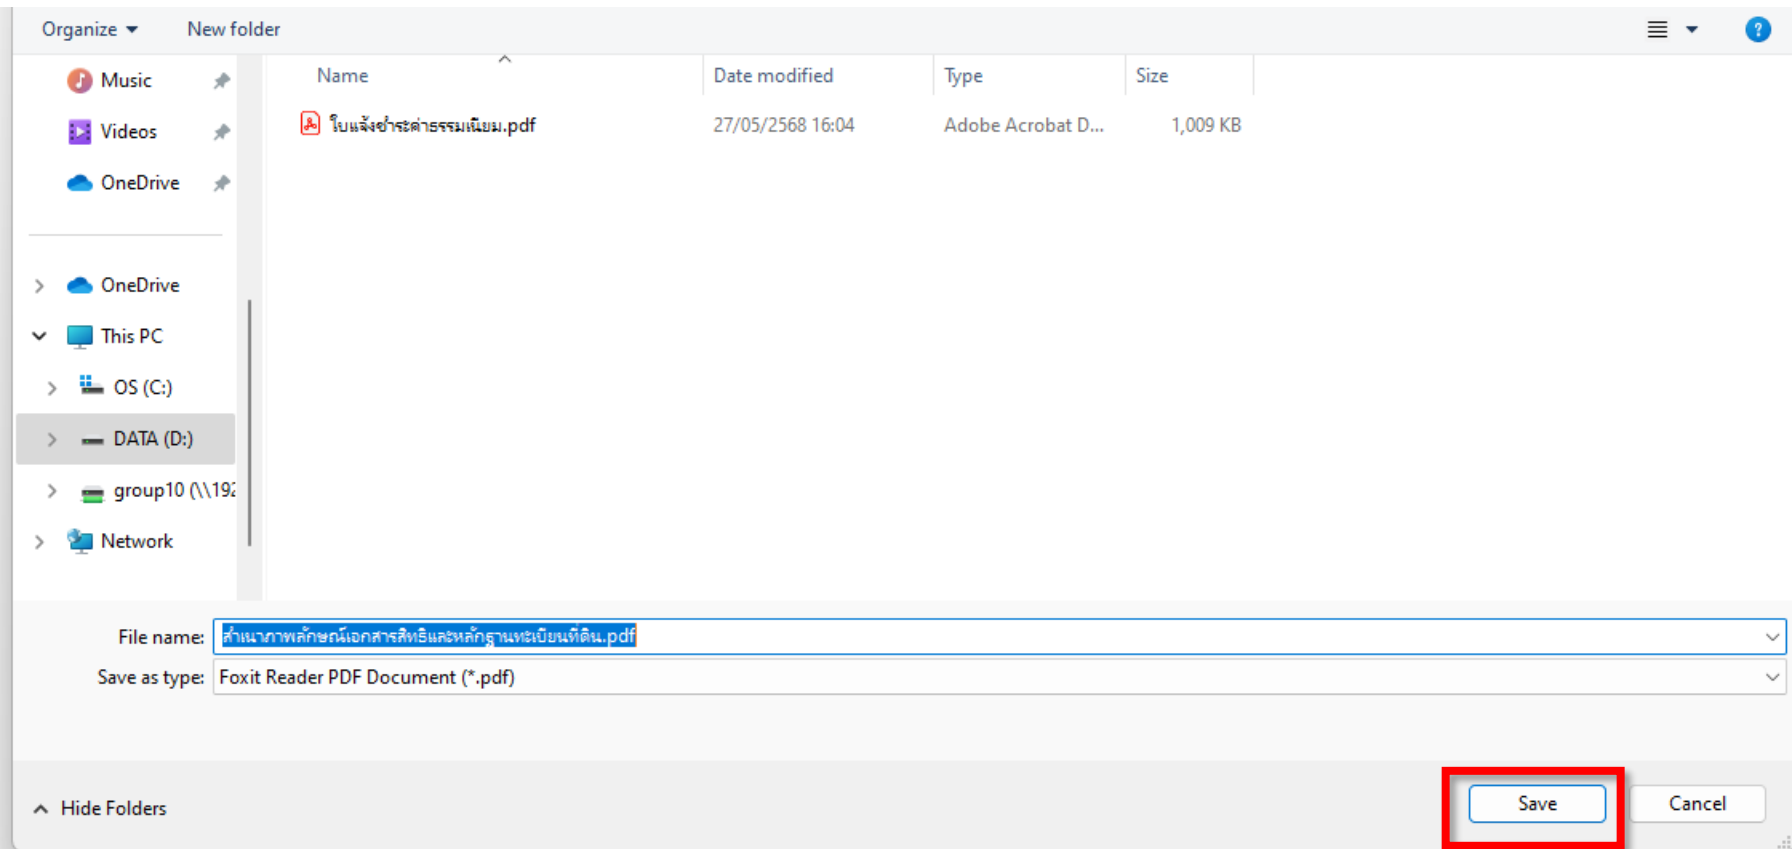 Organize New folder
Name Date modified Type Size
Music
ใบแจ้งชำระค่าธรรมเนียม.pdf 27/05/2568 16:04 Adobe Acrobat D... 1,009 KB
Videos
OneDrive
OneDrive
This PC
OS (C:)
DATA (D:)
group10 (\\192
Network
File name: สำเนาภาพลักษณ์เอกสารสิทธิและหลักฐานทะเบียนที่ดิน.pdf
Save as type: Foxit Reader PDF Document (*.pdf)
Hide Folders
Save Cancel